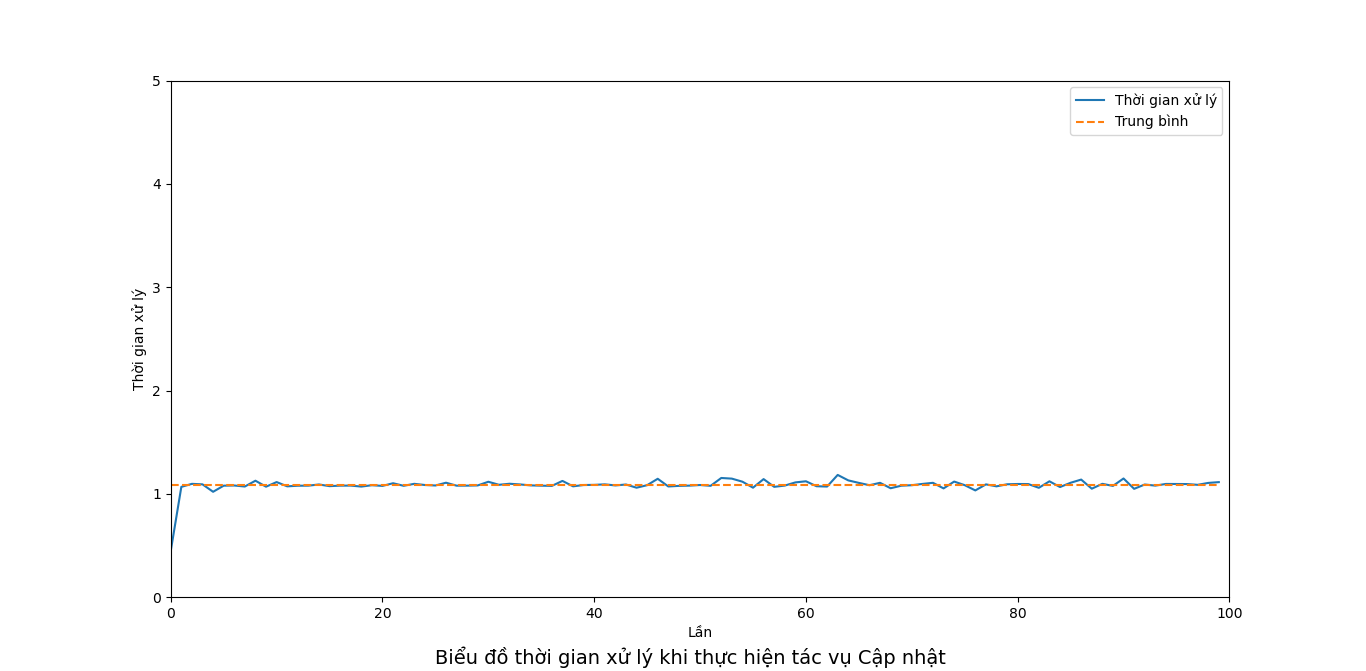 5
Thời gian xử lý
Trung bình
4
3
2
1
0
Thời gian xử lý
0 20 40 60 80 100
Lần
Biểu đồ thời gian xử lý khi thực hiện tác vụ Cập nhật